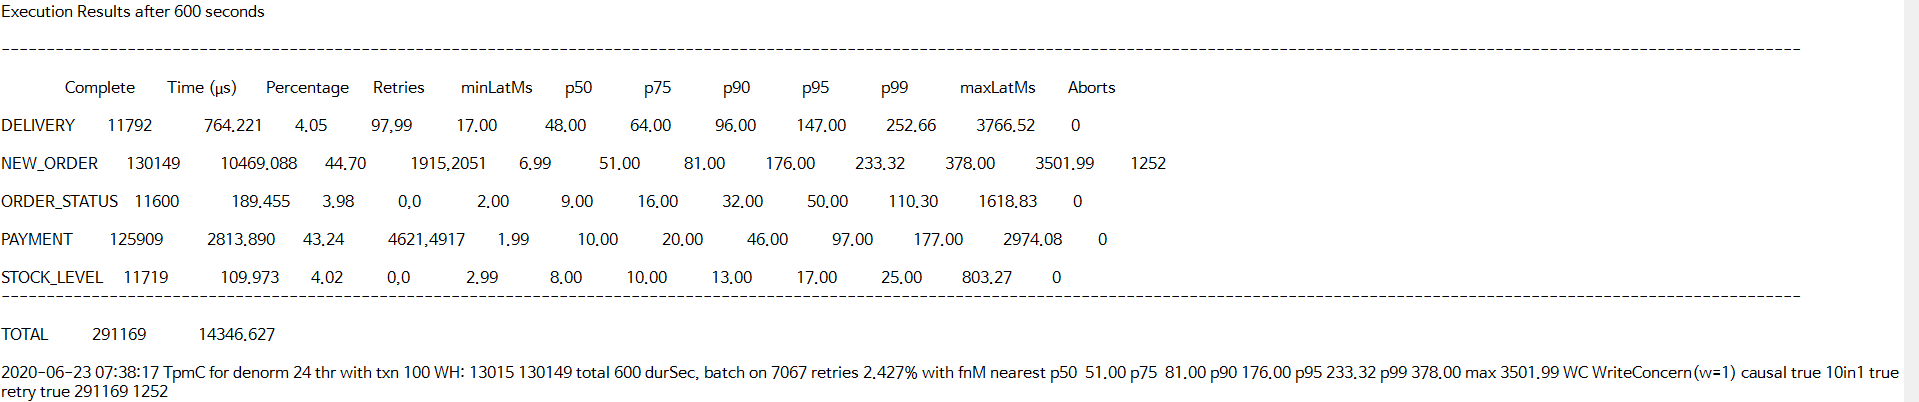 Execution Results after 600 seconds
------------------------------------------------------------------------------------------------------------------------
Complete Time (µs) Percentage Retries minLatMs p50 p75 p90 p95 p99 maxLatMs Aborts
DELIVERY 11792 764.221 4.05 97,99 17.00 48.00 64.00 96.00 147.00 252.66 3766.52 0
NEW_ORDER 130149 10469.088 44.70 1915,2051 6.99 51.00 81.00 176.00 233.32 378.00 3501.99 1252
ORDER_STATUS 11600 189.455 3.98 0,0 2.00 9.00 16.00 32.00 50.00 110.30 1618.83 0
PAYMENT 125909 2813.890 43.24 4621,4917 1.99 10.00 20.00 46.00 97.00 177.00 2974.08 0
STOCK_LEVEL 11719 109.973 4.02 0,0 2.99 8.00 10.00 13.00 17.00 25.00 803.27 0
------------------------------------------------------------------------------------------------------------------------
TOTAL 291169 14346.627
2020-06-23 07:38:17 TpmC for denorm 24 thr with txn 100 WH: 13015 130149 total 600 durSec, batch on 7067 retries 2.427% with fnM nearest p50 51.00 p75 81.00 p90 176.00 p95 233.32 p99 378.00 max 3501.99 WC WriteConcern(w=1) causal true 10in1 true
retry true 291169 1252